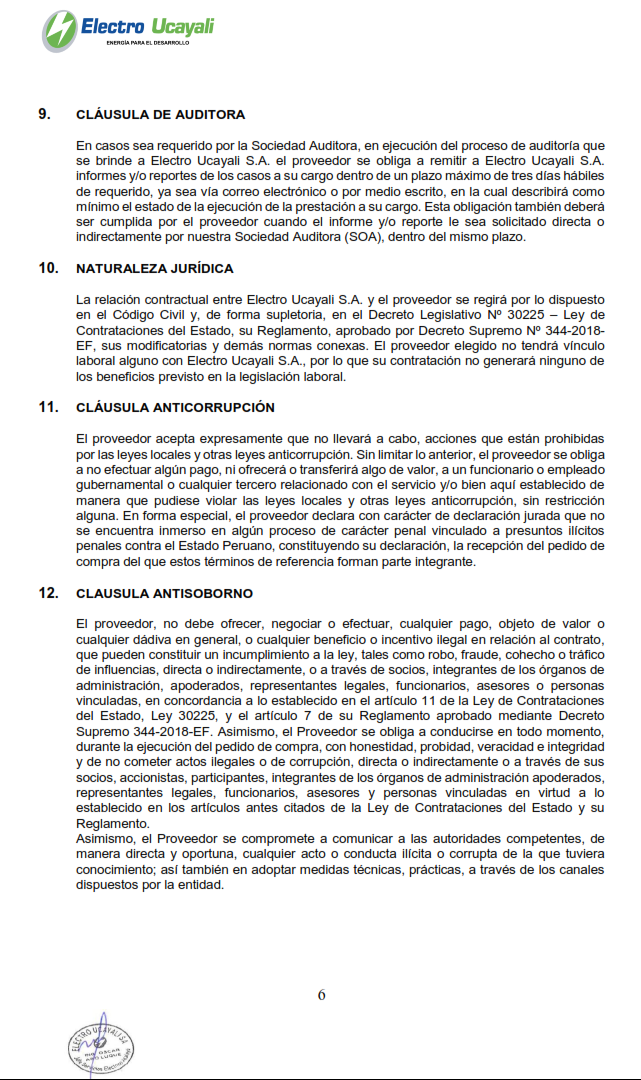 Electro Ucayali
ENERGÍA PARA EL DESARROLLO
9. CLÁUSULA DE AUDITORA
En casos sea requerido por la Sociedad Auditora, en ejecución del proceso de auditoría que
se brinde a Electro Ucayali S.A. el proveedor se obliga a remitir a Electro Ucayali S.A.
informes y/o reportes de los casos a su cargo dentro de un plazo máximo de tres días hábiles
de requerido, ya sea vía correo electrónico o por medio escrito, en la cual describirá como
mínimo el estado de la ejecución de la prestación a su cargo. Esta obligación también deberá
ser cumplida por el proveedor cuando el informe y/o reporte le sea solicitado directa o
indirectamente por nuestra Sociedad Auditora (SOA), dentro del mismo plazo.
10. NATURALEZA JURÍDICA
La relación contractual entre Electro Ucayali S.A. y el proveedor se regirá por lo dispuesto
en el Código Civil y, de forma supletoria, en el Decreto Legislativo Nº 30225 – Ley de
Contrataciones del Estado, su Reglamento, aprobado por Decreto Supremo Nº 344-2018-
EF, sus modificatorias y demás normas conexas. El proveedor elegido no tendrá vínculo
laboral alguno con Electro Ucayali S.A., por lo que su contratación no generará ninguno de
los beneficios previsto en la legislación laboral.
11. CLÁUSULA ANTICORRUPCIÓN
El proveedor acepta expresamente que no llevará a cabo, acciones que están prohibidas
por las leyes locales y otras leyes anticorrupción. Sin limitar lo anterior, el proveedor se obliga
a no efectuar algún pago, ni ofrecerá o transferirá algo de valor, a un funcionario o empleado
gubernamental o cualquier tercero relacionado con el servicio y/o bien aquí establecido de
manera que pudiese violar las leyes locales y otras leyes anticorrupción, sin restricción
alguna. En forma especial, el proveedor declara con carácter de declaración jurada que no
se encuentra inmerso en algún proceso de carácter penal vinculado a presuntos ilícitos
penales contra el Estado Peruano, constituyendo su declaración, la recepción del pedido de
compra del que estos términos de referencia forman parte integrante.
12. CLAUSULA ANTISOBORNO
El proveedor, no debe ofrecer, negociar o efectuar, cualquier pago, objeto de valor o
cualquier dádiva en general, o cualquier beneficio o incentivo ilegal en relación al contrato,
que pueden constituir un incumplimiento a la ley, tales como robo, fraude, cohecho o tráfico
de influencias, directa o indirectamente, o a través de socios, integrantes de los órganos de
administración, apoderados, representantes legales, funcionarios, asesores o personas
vinculadas, en concordancia a lo establecido en el artículo 11 de la Ley de Contrataciones
del Estado, Ley 30225, y el artículo 7 de su Reglamento aprobado mediante Decreto
Supremo 344-2018-EF. Asimismo, el Proveedor se obliga a conducirse en todo momento,
durante la ejecución del pedido de compra, con honestidad, probidad, veracidad e integridad
y de no cometer actos ilegales o de corrupción, directa o indirectamente o a través de sus
socios, accionistas, participantes, integrantes de los órganos de administración apoderados,
representantes legales, funcionarios, asesores y personas vinculadas en virtud a lo
establecido en los artículos antes citados de la Ley de Contrataciones del Estado y su
Reglamento.
Asimismo, el Proveedor se compromete a comunicar a las autoridades competentes, de
manera directa y oportuna, cualquier acto o conducta ilícita o corrupta de la que tuviera
conocimiento; así también en adoptar medidas técnicas, prácticas, a través de los canales
dispuestos por la entidad.
6
ELECTRO UCAYALI S.A.
OSCAR
LUQUE